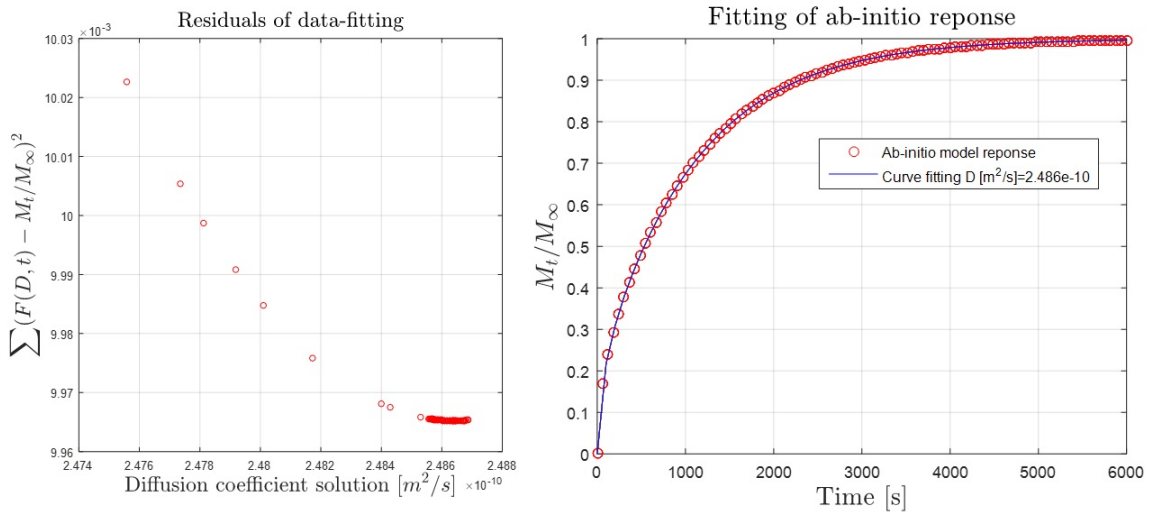 Residuals of data-fitting
×10⁻³
10.03
10.02
10.01
10
9.99
9.98
9.97
9.96
∑(F(D, t) − M_t/M_∞)²
2.474 2.476 2.478 2.48 2.482 2.484 2.486 2.488
Diffusion coefficient solution [m²/s] ×10⁻¹⁰
Fitting of ab-initio reponse
1
0.9
0.8
0.7
0.6
0.5
0.4
0.3
0.2
0.1
0
M_t/M_∞
Ab-initio model reponse
Curve fitting D [m²/s]=2.486e-10
0 1000 2000 3000 4000 5000 6000
Time [s]